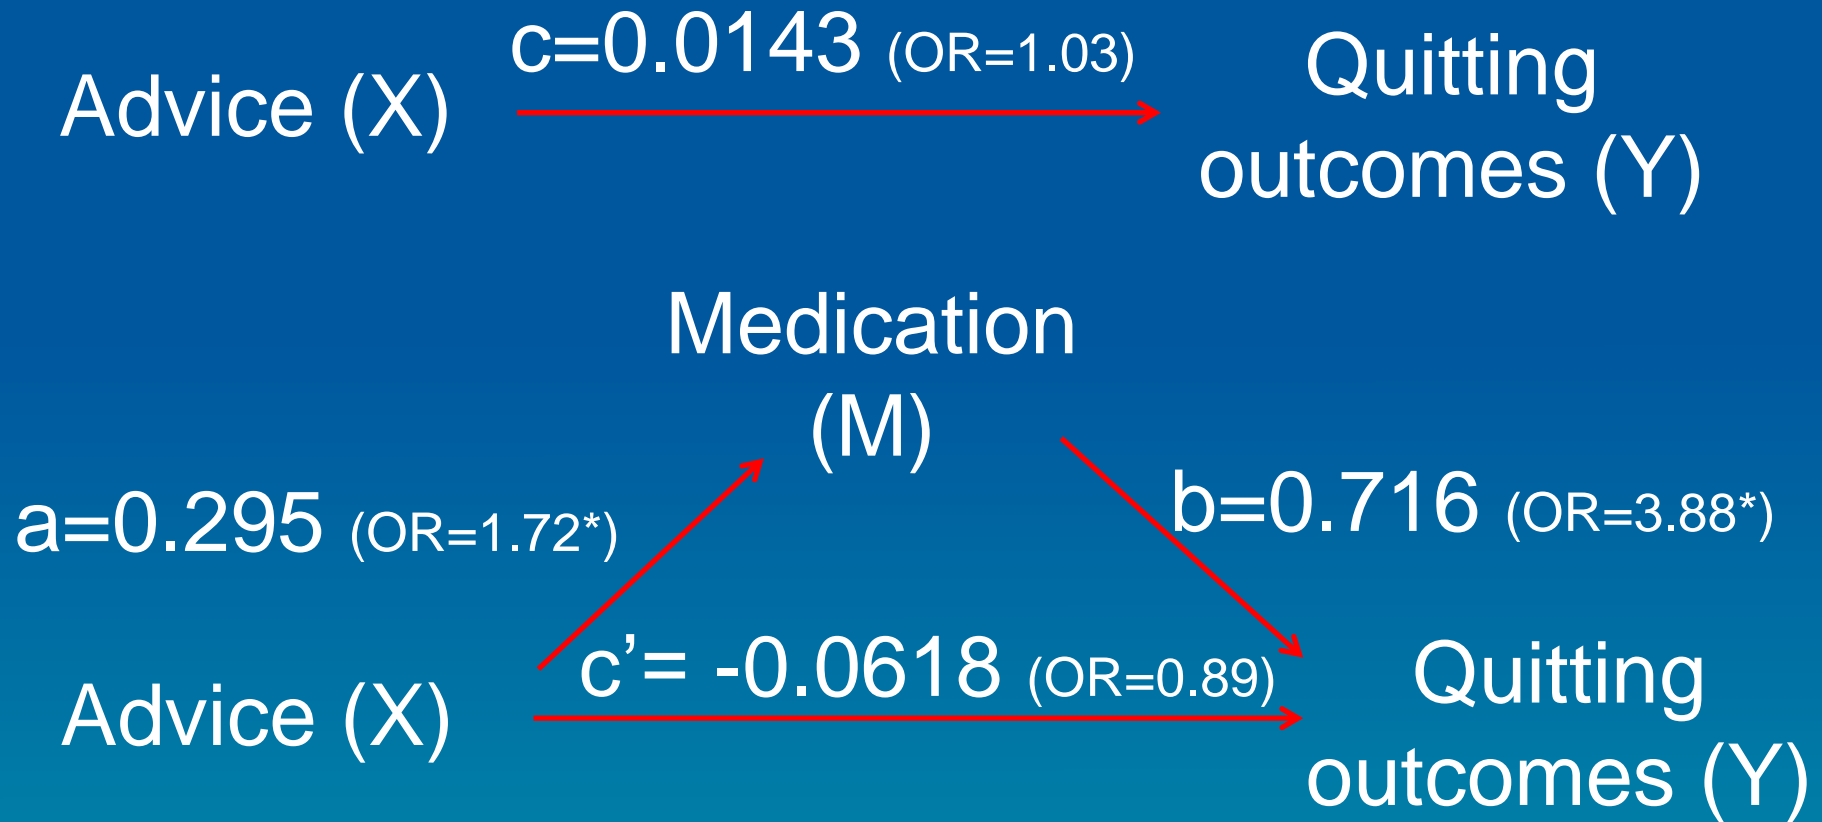 c=0.0143 (OR=1.03)
Advice (X)
Quitting
outcomes (Y)
Medication
(M)
a=0.295 (OR=1.72*)
b=0.716 (OR=3.88*)
c’= -0.0618 (OR=0.89)
Advice (X)
Quitting
outcomes (Y)